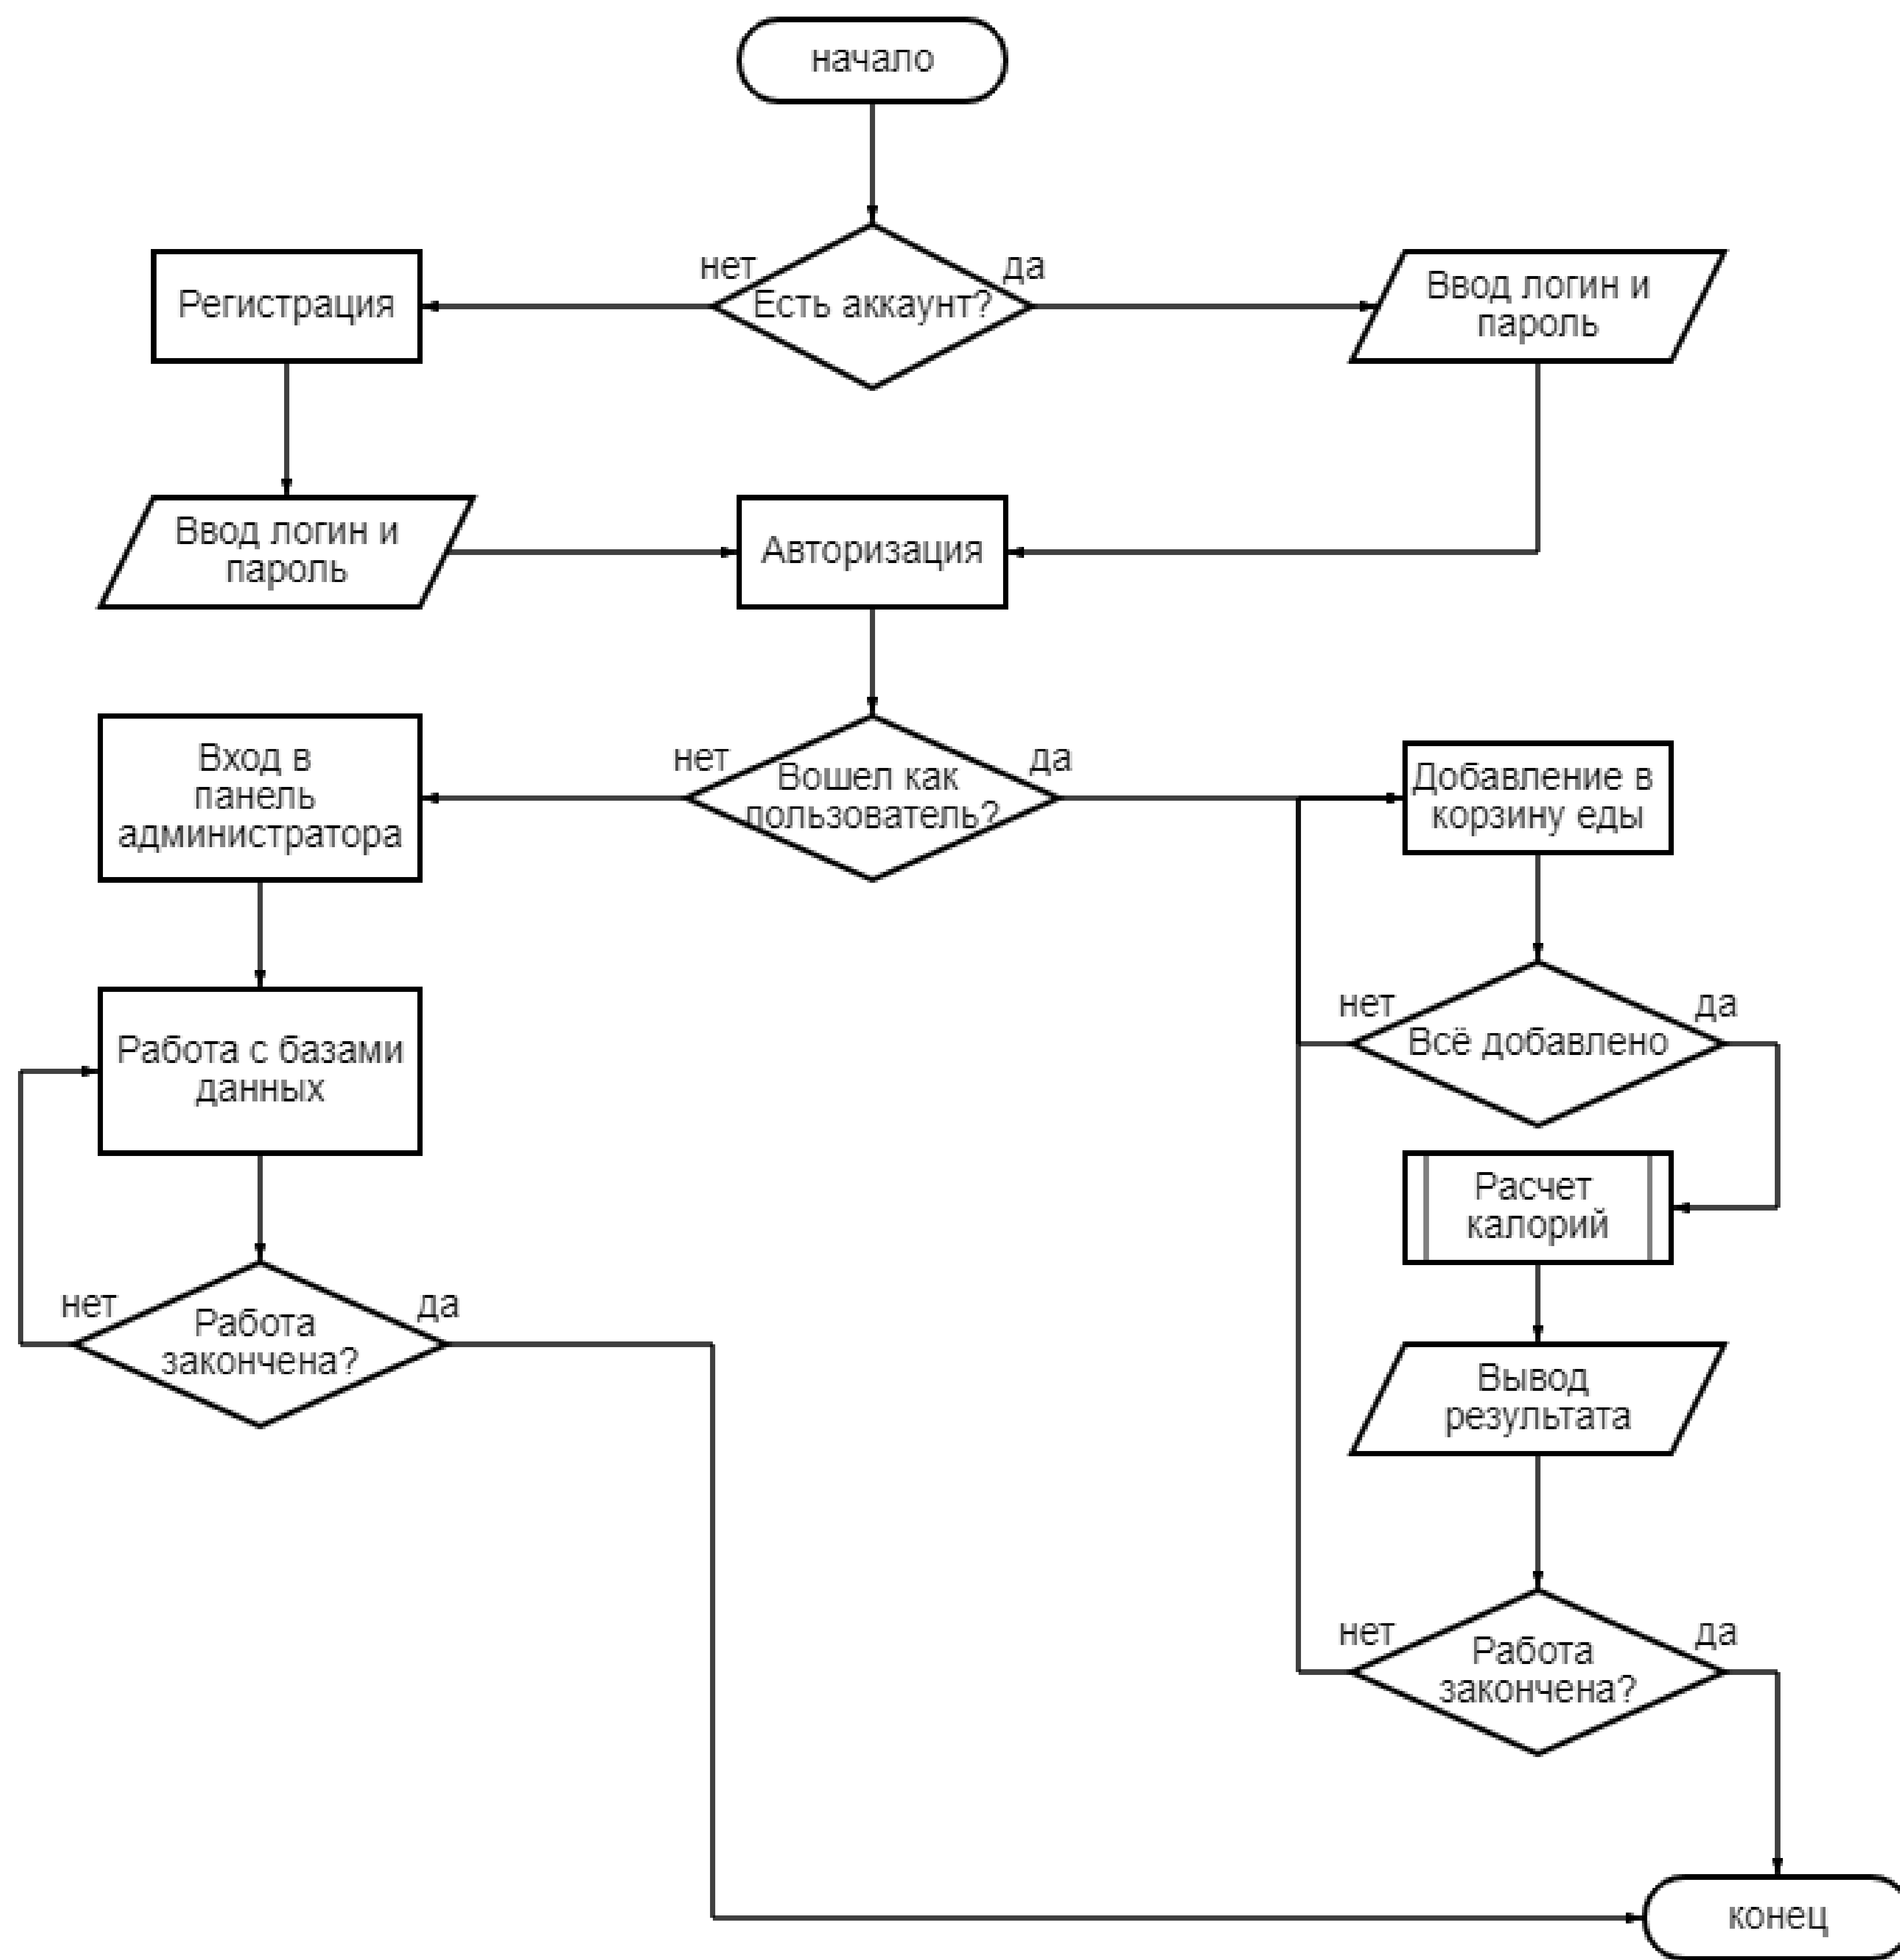 начало
нет
да
Регистрация
Есть аккаунт?
Ввод логин и
пароль
Ввод логин и
пароль
Авторизация
Вход в
панель
администратора
нет
Вошел как
пользователь?
да
Добавление в
корзину еды
Работа с базами
данных
нет
Всё добавлено
да
Расчет
калорий
нет
Работа
закончена?
да
Вывод
результата
нет
Работа
закончена?
да
конец